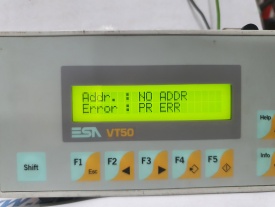 Addr. : NO ADDR
Error : PR ERR
ESA VT50
Help
Shift
F1
Esc
F2
F3
F4
F5
Info